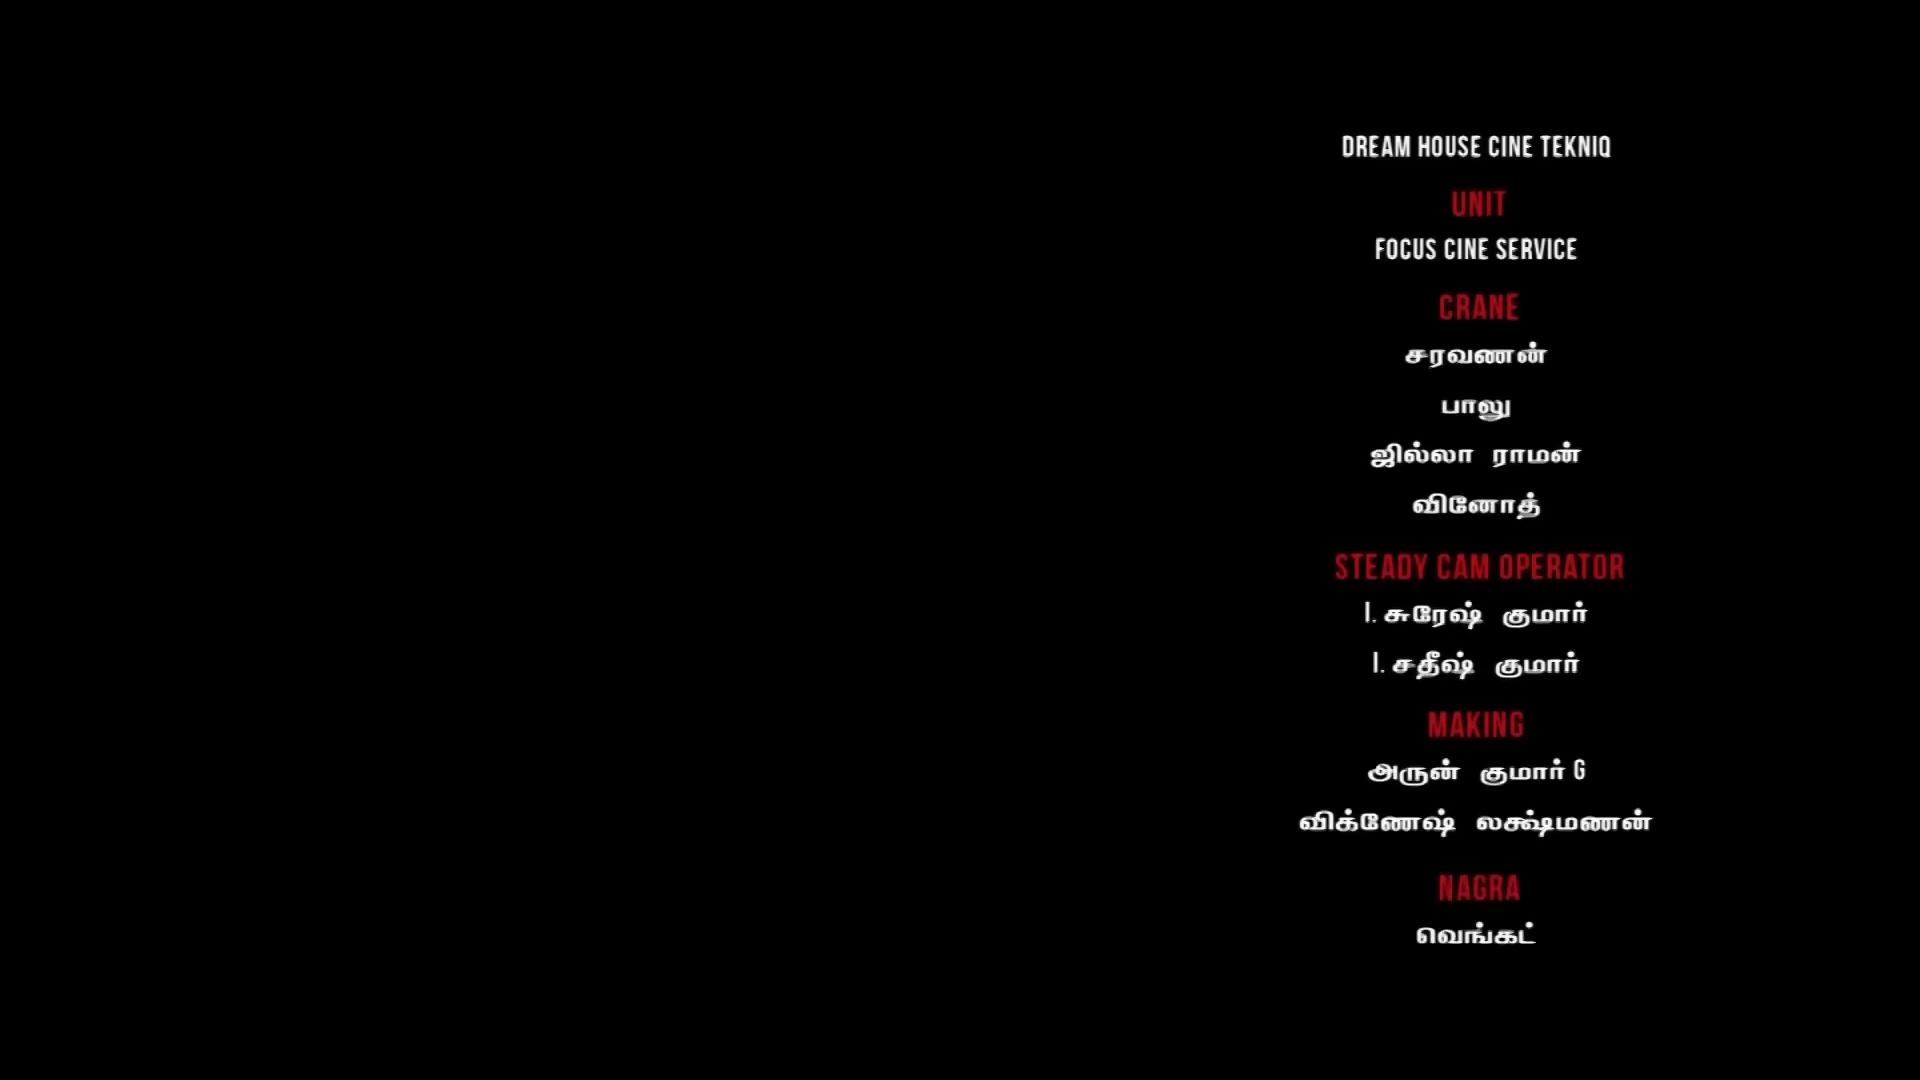 DREAM HOUSE CINE TEKNIQ
UNIT
FOCUS CINE SERVICE
CRANE
சரவணன்
பாலு
ஜில்லா ராமன்
வினோத்
STEADY CAM OPERATOR
I. சுரேஷ் குமார்
I. சதீஷ் குமார்
MAKING
அருன் குமார் G
விக்ணேஷ் லக்ஷ்மணன்
NAGRA
வெங்கட்